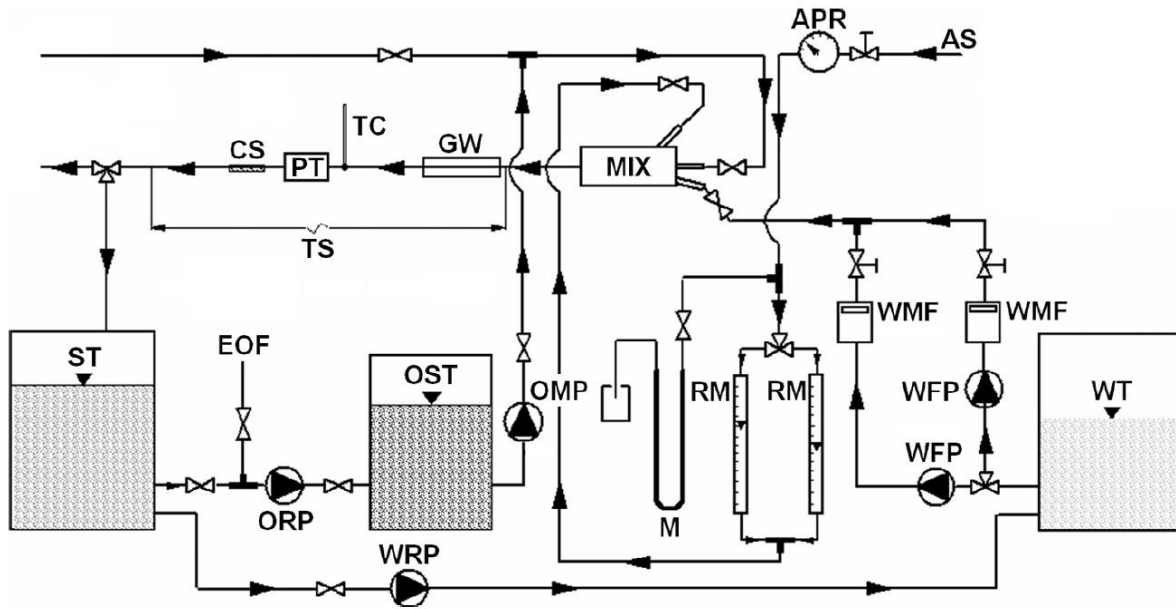 APR
AS
TC
CS
PT
GW
MIX
TS
WMF
WMF
ST
EOF
OST
OMP
RM
RM
WFP
WT
WFP
ORP
M
WRP